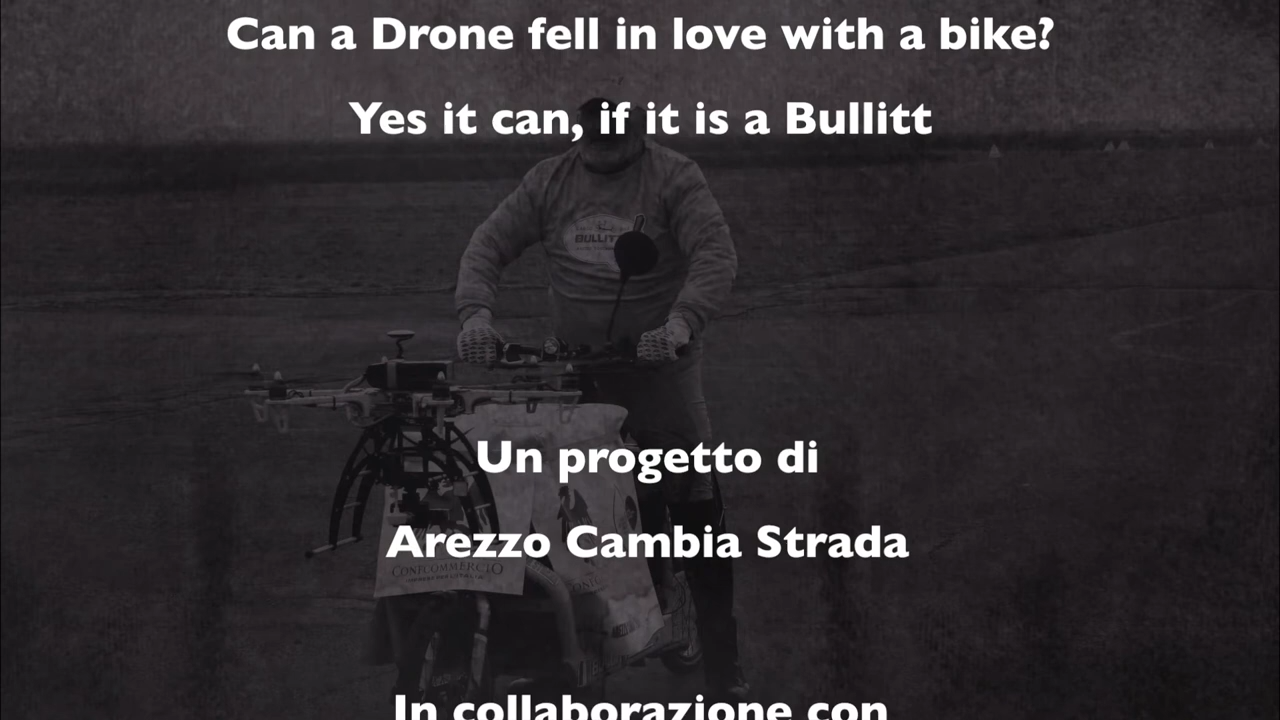 Can a Drone fell in love with a bike?
Yes it can, if it is a Bullitt
BULLITT
Un progetto di
Arezzo Cambia Strada
CONFCOMMERCIO
In collaborazione con